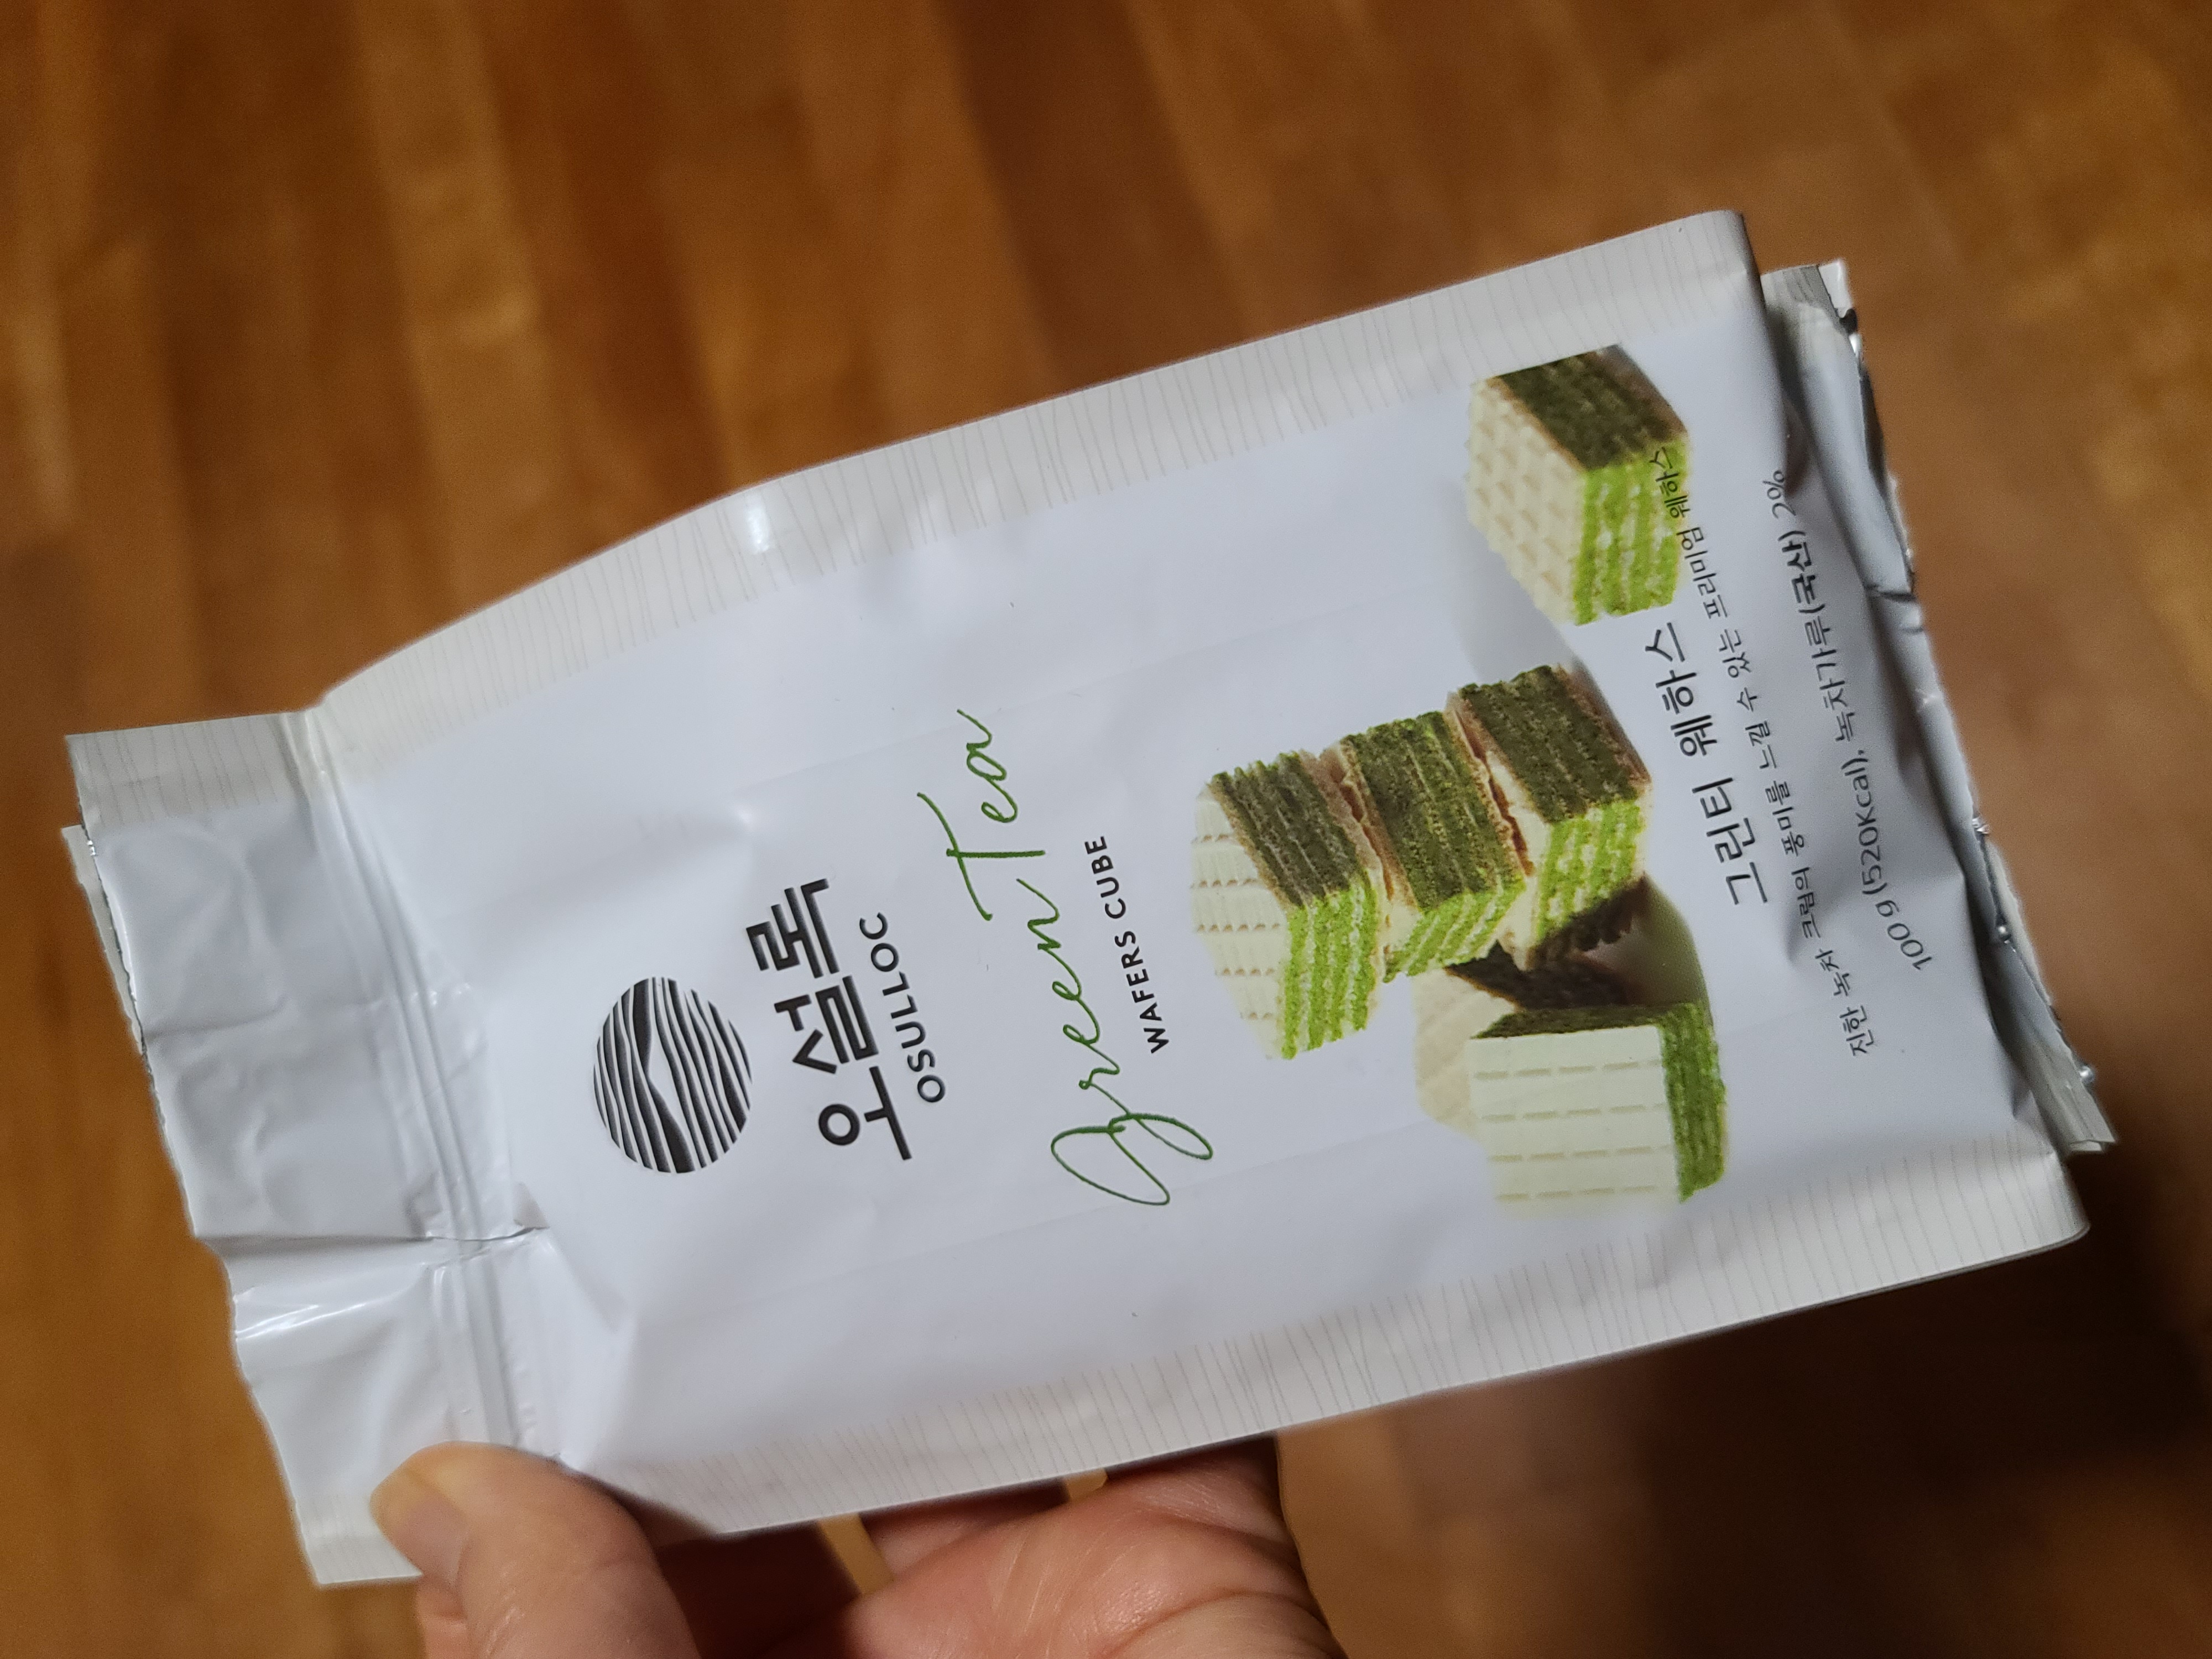 오설록
OSULLOC
Green Tea
WAFERS CUBE
그린티 웨하스
진한 녹차 크림의 풍미를 느낄 수 있는 프리미엄 웨하스
100 g (520Kcal), 녹차가루(국산) 2%